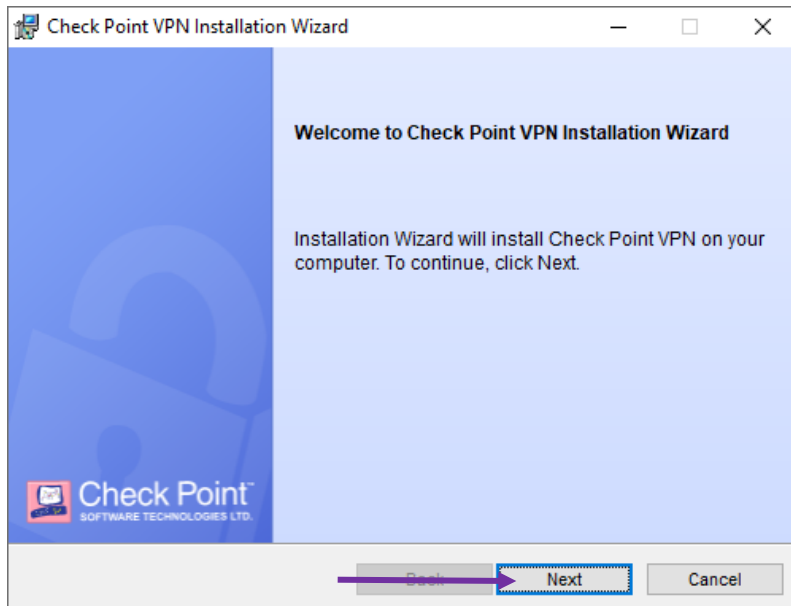 Check Point VPN Installation Wizard
Welcome to Check Point VPN Installation Wizard
Installation Wizard will install Check Point VPN on your
computer. To continue, click Next.
Check Point™
SOFTWARE TECHNOLOGIES LTD.
Back Next Cancel